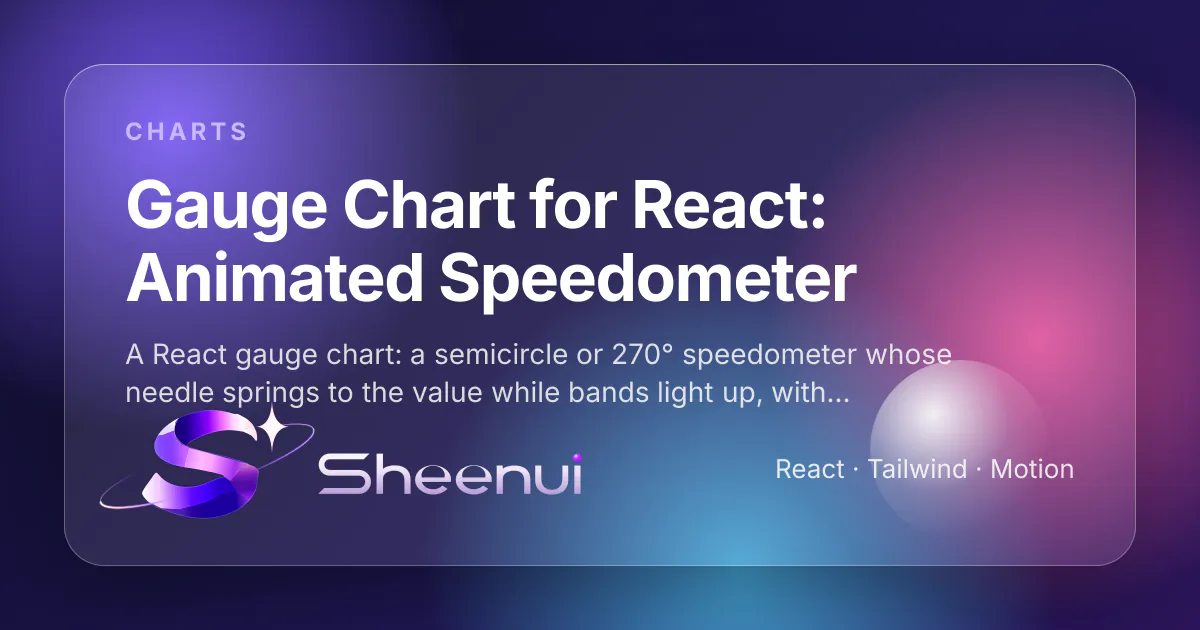 CHARTS
Gauge Chart for React:
Animated Speedometer
A React gauge chart: a semicircle or 270° speedometer whose
needle springs to the value while bands light up, with...
Sheenui
React · Tailwind · Motion